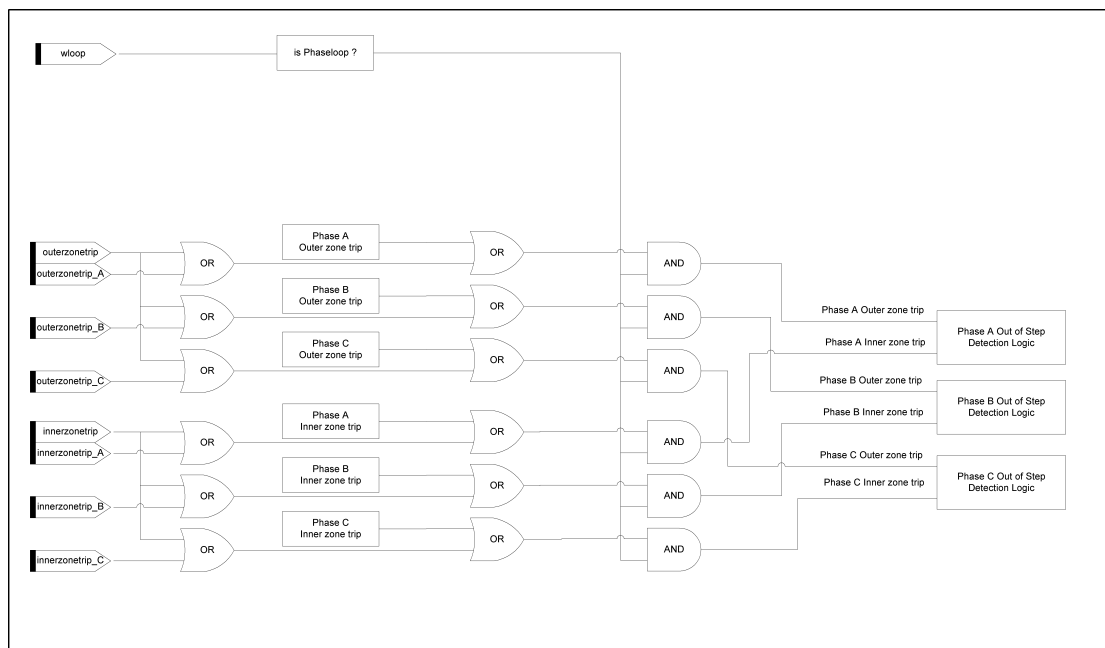 wloop
is Phaseloop ?
outerzonetrip
outerzonetrip_A
OR
Phase A
Outer zone trip
OR
AND
outerzonetrip_B
OR
Phase B
Outer zone trip
OR
AND
outerzonetrip_C
OR
Phase C
Outer zone trip
OR
AND
innerzonetrip
innerzonetrip_A
OR
Phase A
Inner zone trip
OR
AND
innerzonetrip_B
OR
Phase B
Inner zone trip
OR
AND
innerzonetrip_C
OR
Phase C
Inner zone trip
OR
AND
Phase A Outer zone trip
Phase A Inner zone trip
Phase A Out of Step
Detection Logic
Phase B Outer zone trip
Phase B Inner zone trip
Phase B Out of Step
Detection Logic
Phase C Outer zone trip
Phase C Inner zone trip
Phase C Out of Step
Detection Logic